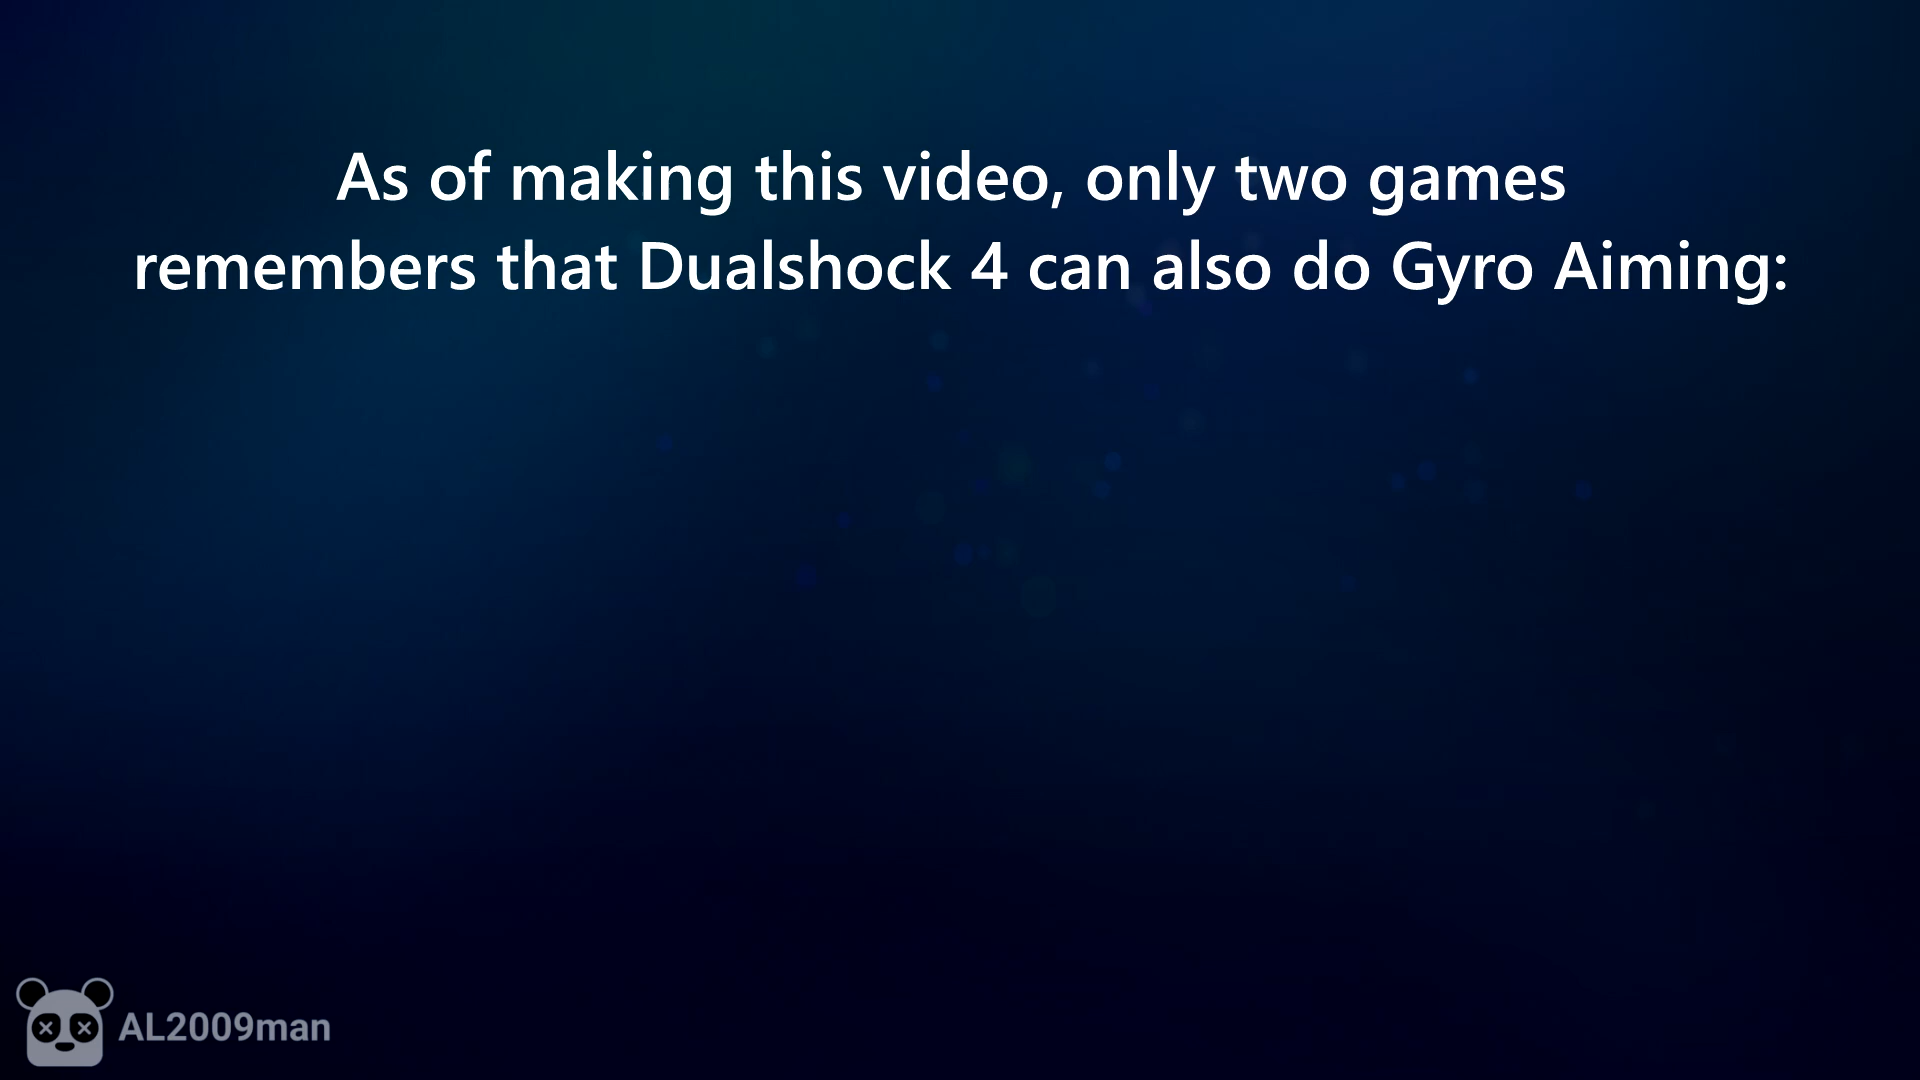 As of making this video, only two games
remembers that Dualshock 4 can also do Gyro Aiming:
AL2009man